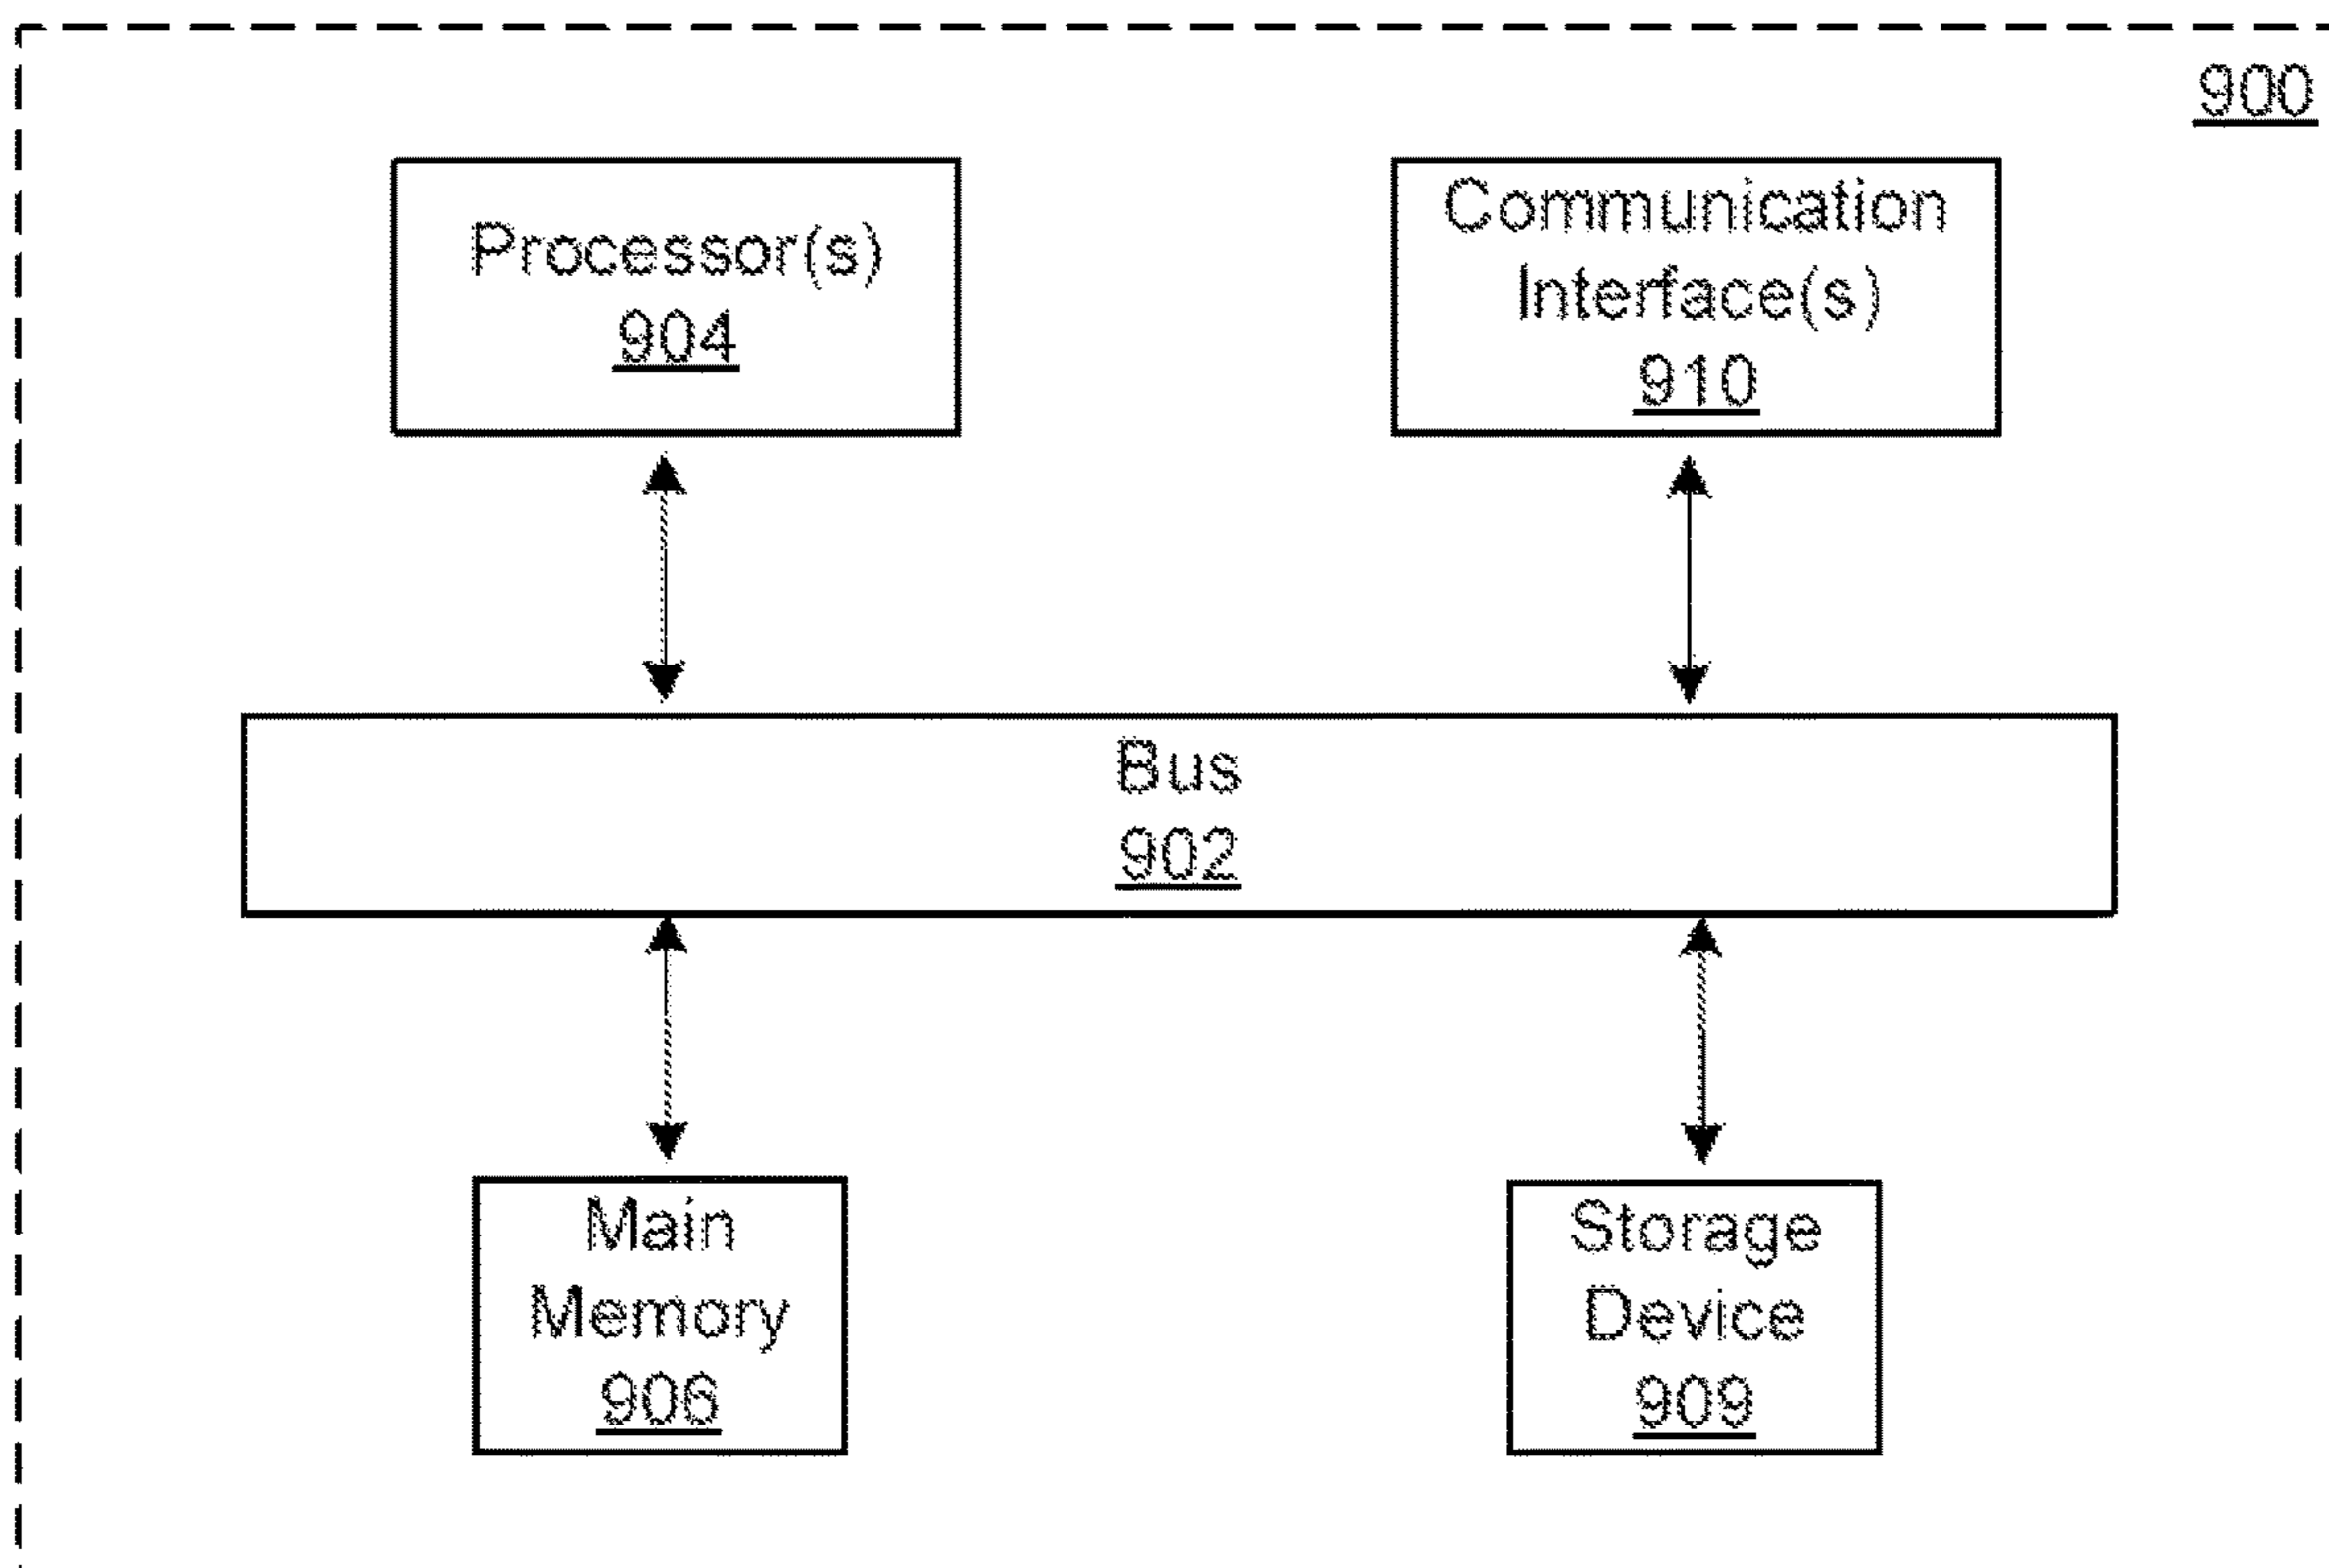 900
Processor(s)
904
Communication
Interface(s)
910
Bus
902
Main
Memory
906
Storage
Device
909